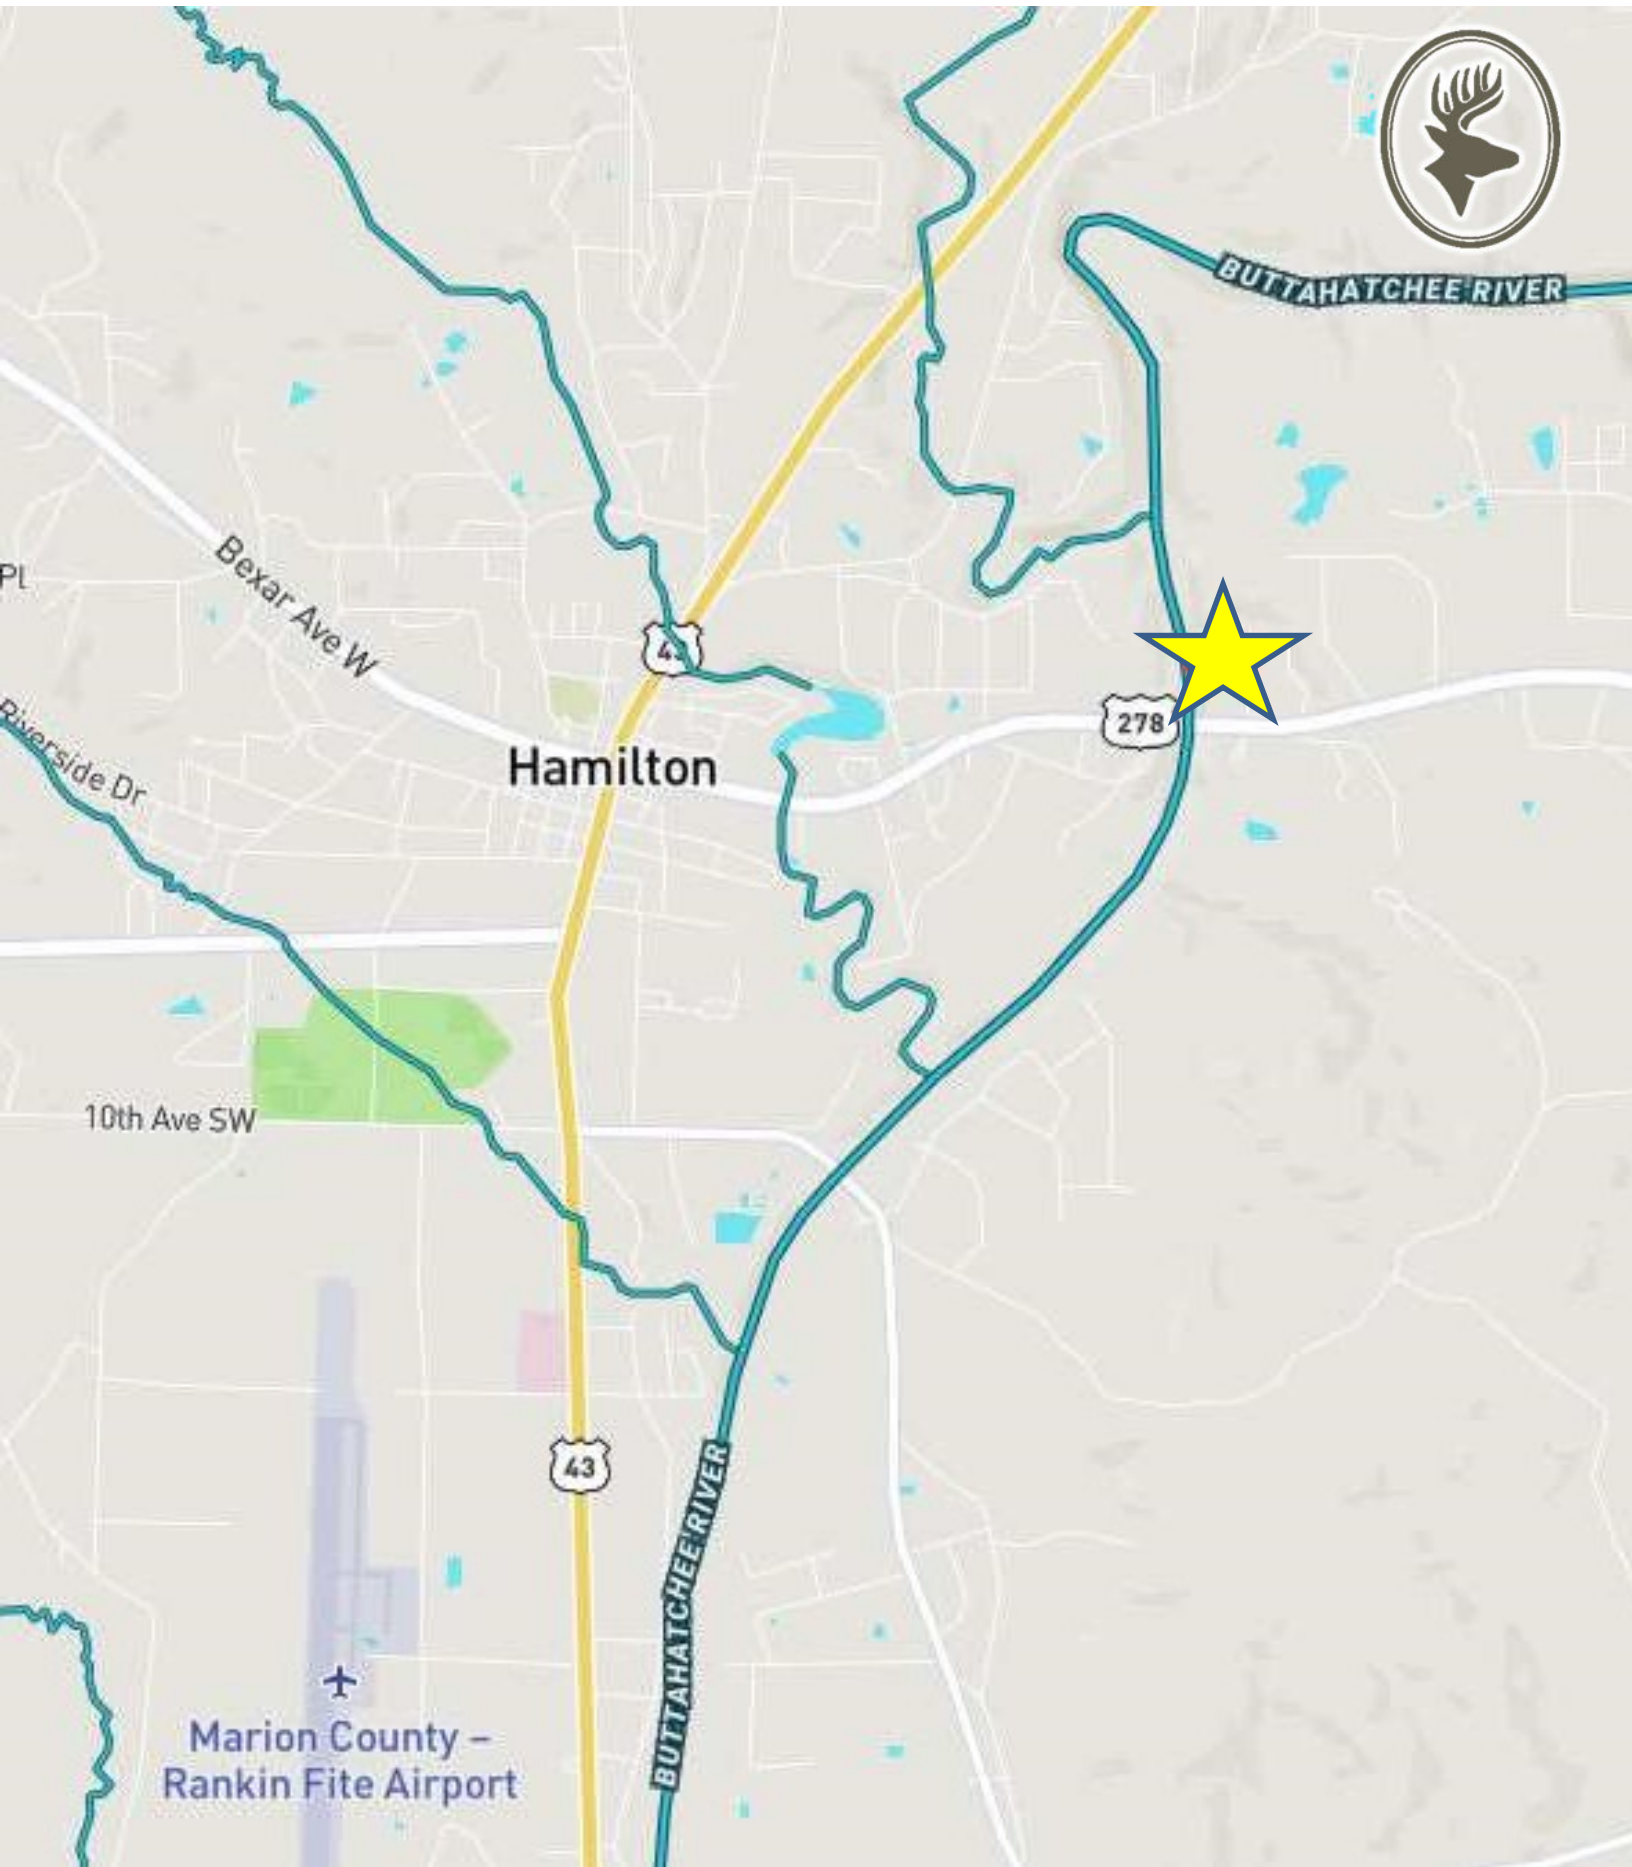 BUTTAHATCHEE RIVER
Bexar Ave W
Pl
43
Riverside Dr
278
Hamilton
10th Ave SW
43
BUTTAHATCHEE RIVER
Marion County –
Rankin Fite Airport